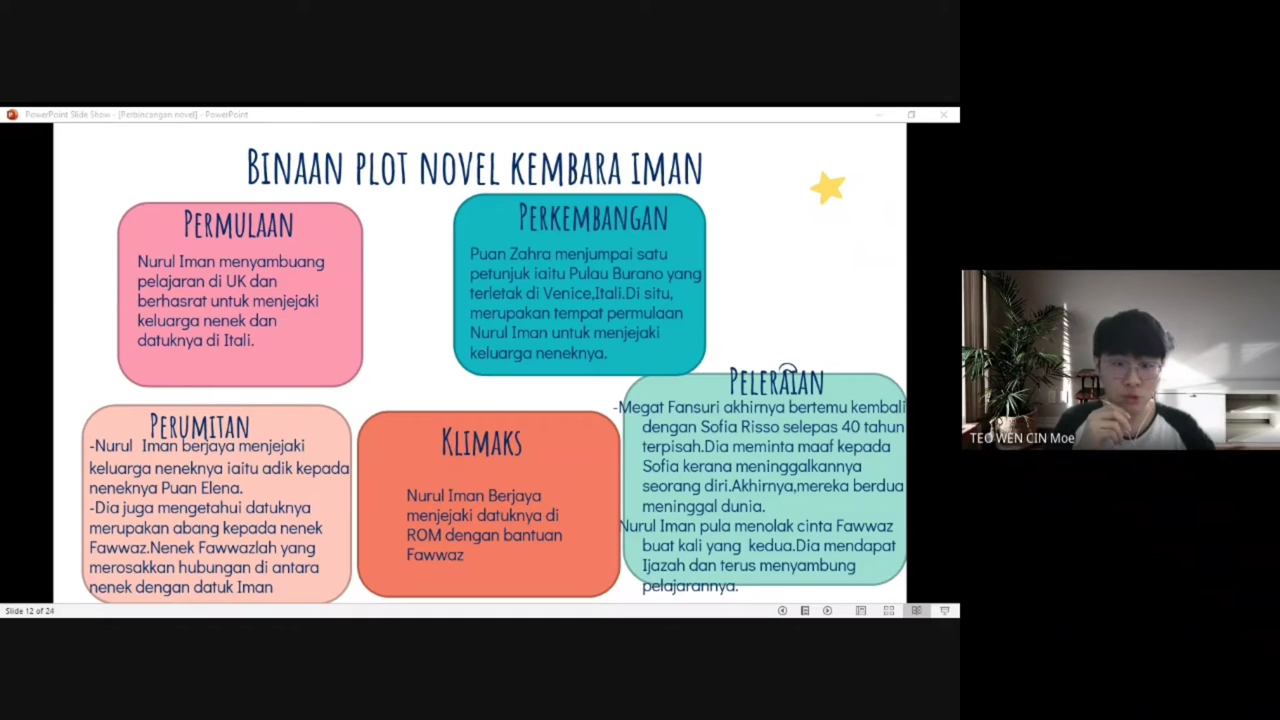 PowerPoint Slide Show - [Perbincangan novel] - PowerPoint
BINAAN PLOT NOVEL KEMBARA IMAN
PERMULAAN
Nurul Iman menyambuang
pelajaran di UK dan
berhasrat untuk menjejaki
keluarga nenek dan
datuknya di Itali.
PERKEMBANGAN
Puan Zahra menjumpai satu
petunjuk iaitu Pulau Burano yang
terletak di Venice,Itali.Di situ,
merupakan tempat permulaan
Nurul Iman untuk menjejaki
keluarga neneknya.
PERUMITAN
-Nurul Iman berjaya menjejaki
keluarga neneknya iaitu adik kepada
neneknya Puan Elena.
-Dia juga mengetahui datuknya
merupakan abang kepada nenek
Fawwaz.Nenek Fawwazlah yang
merosakkan hubungan di antara
nenek dengan datuk Iman
KLIMAKS
Nurul Iman Berjaya
menjejaki datuknya di
ROM dengan bantuan
Fawwaz
PELERAIAN
-Megat Fansuri akhirnya bertemu kembali
dengan Sofia Risso selepas 40 tahun
terpisah.Dia meminta maaf kepada
Sofia kerana meninggalkannya
seorang diri.Akhirnya,mereka berdua
meninggal dunia.
Nurul Iman pula menolak cinta Fawwaz
buat kali yang kedua.Dia mendapat
Ijazah dan terus menyambung
pelajarannya.
Slide 12 of 24
TEO WEN CIN Moe